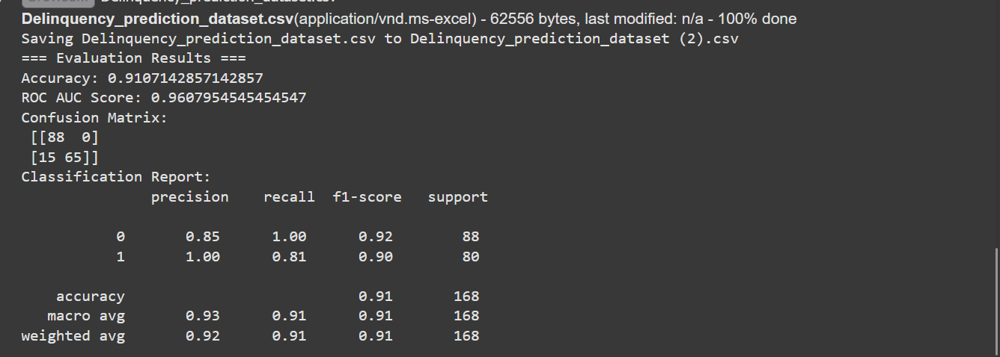 Delinquency_prediction_dataset.csv(application/vnd.ms-excel) - 62556 bytes, last modified: n/a - 100% done
Saving Delinquency_prediction_dataset.csv to Delinquency_prediction_dataset (2).csv
=== Evaluation Results ===
Accuracy: 0.9107142857142857
ROC AUC Score: 0.9607954545454547
Confusion Matrix:
[[88  0]
[15 65]]
Classification Report:
precision    recall  f1-score   support
0       0.85      1.00      0.92        88
1       1.00      0.81      0.90        80
accuracy                           0.91       168
macro avg       0.93      0.91      0.91       168
weighted avg       0.92      0.91      0.91       168